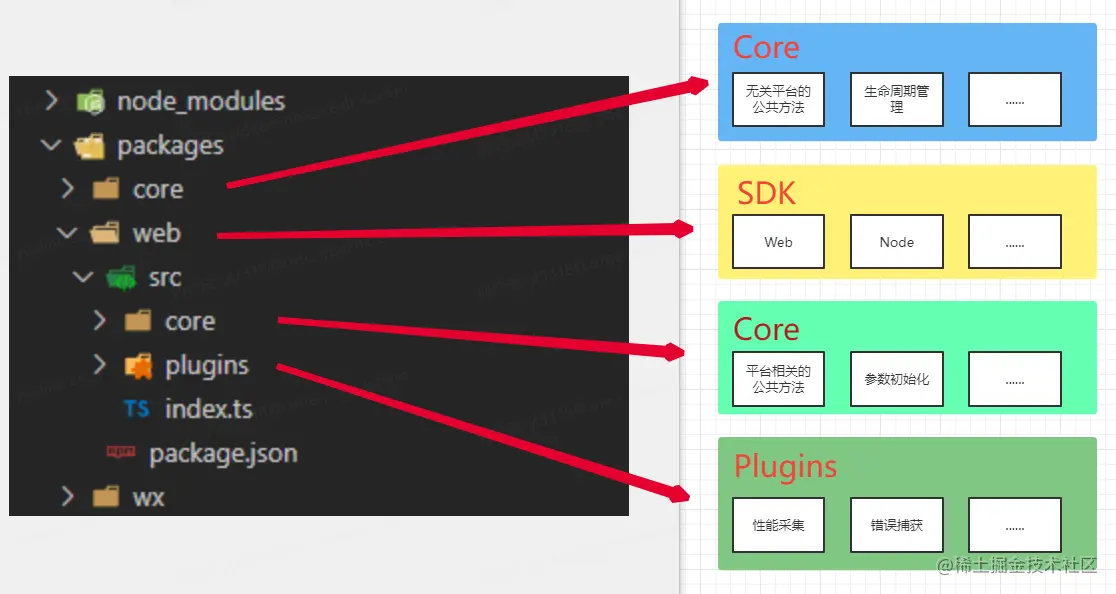 node_modules
packages
core
web
src
core
plugins
TS index.ts
package.json
wx
Core
无关平台的
公共方法
生命周期管
理
......
SDK
Web
Node
......
Core
平台相关的
公共方法
参数初始化
......
Plugins
性能采集
错误捕获
......
@稀土掘金技术社区